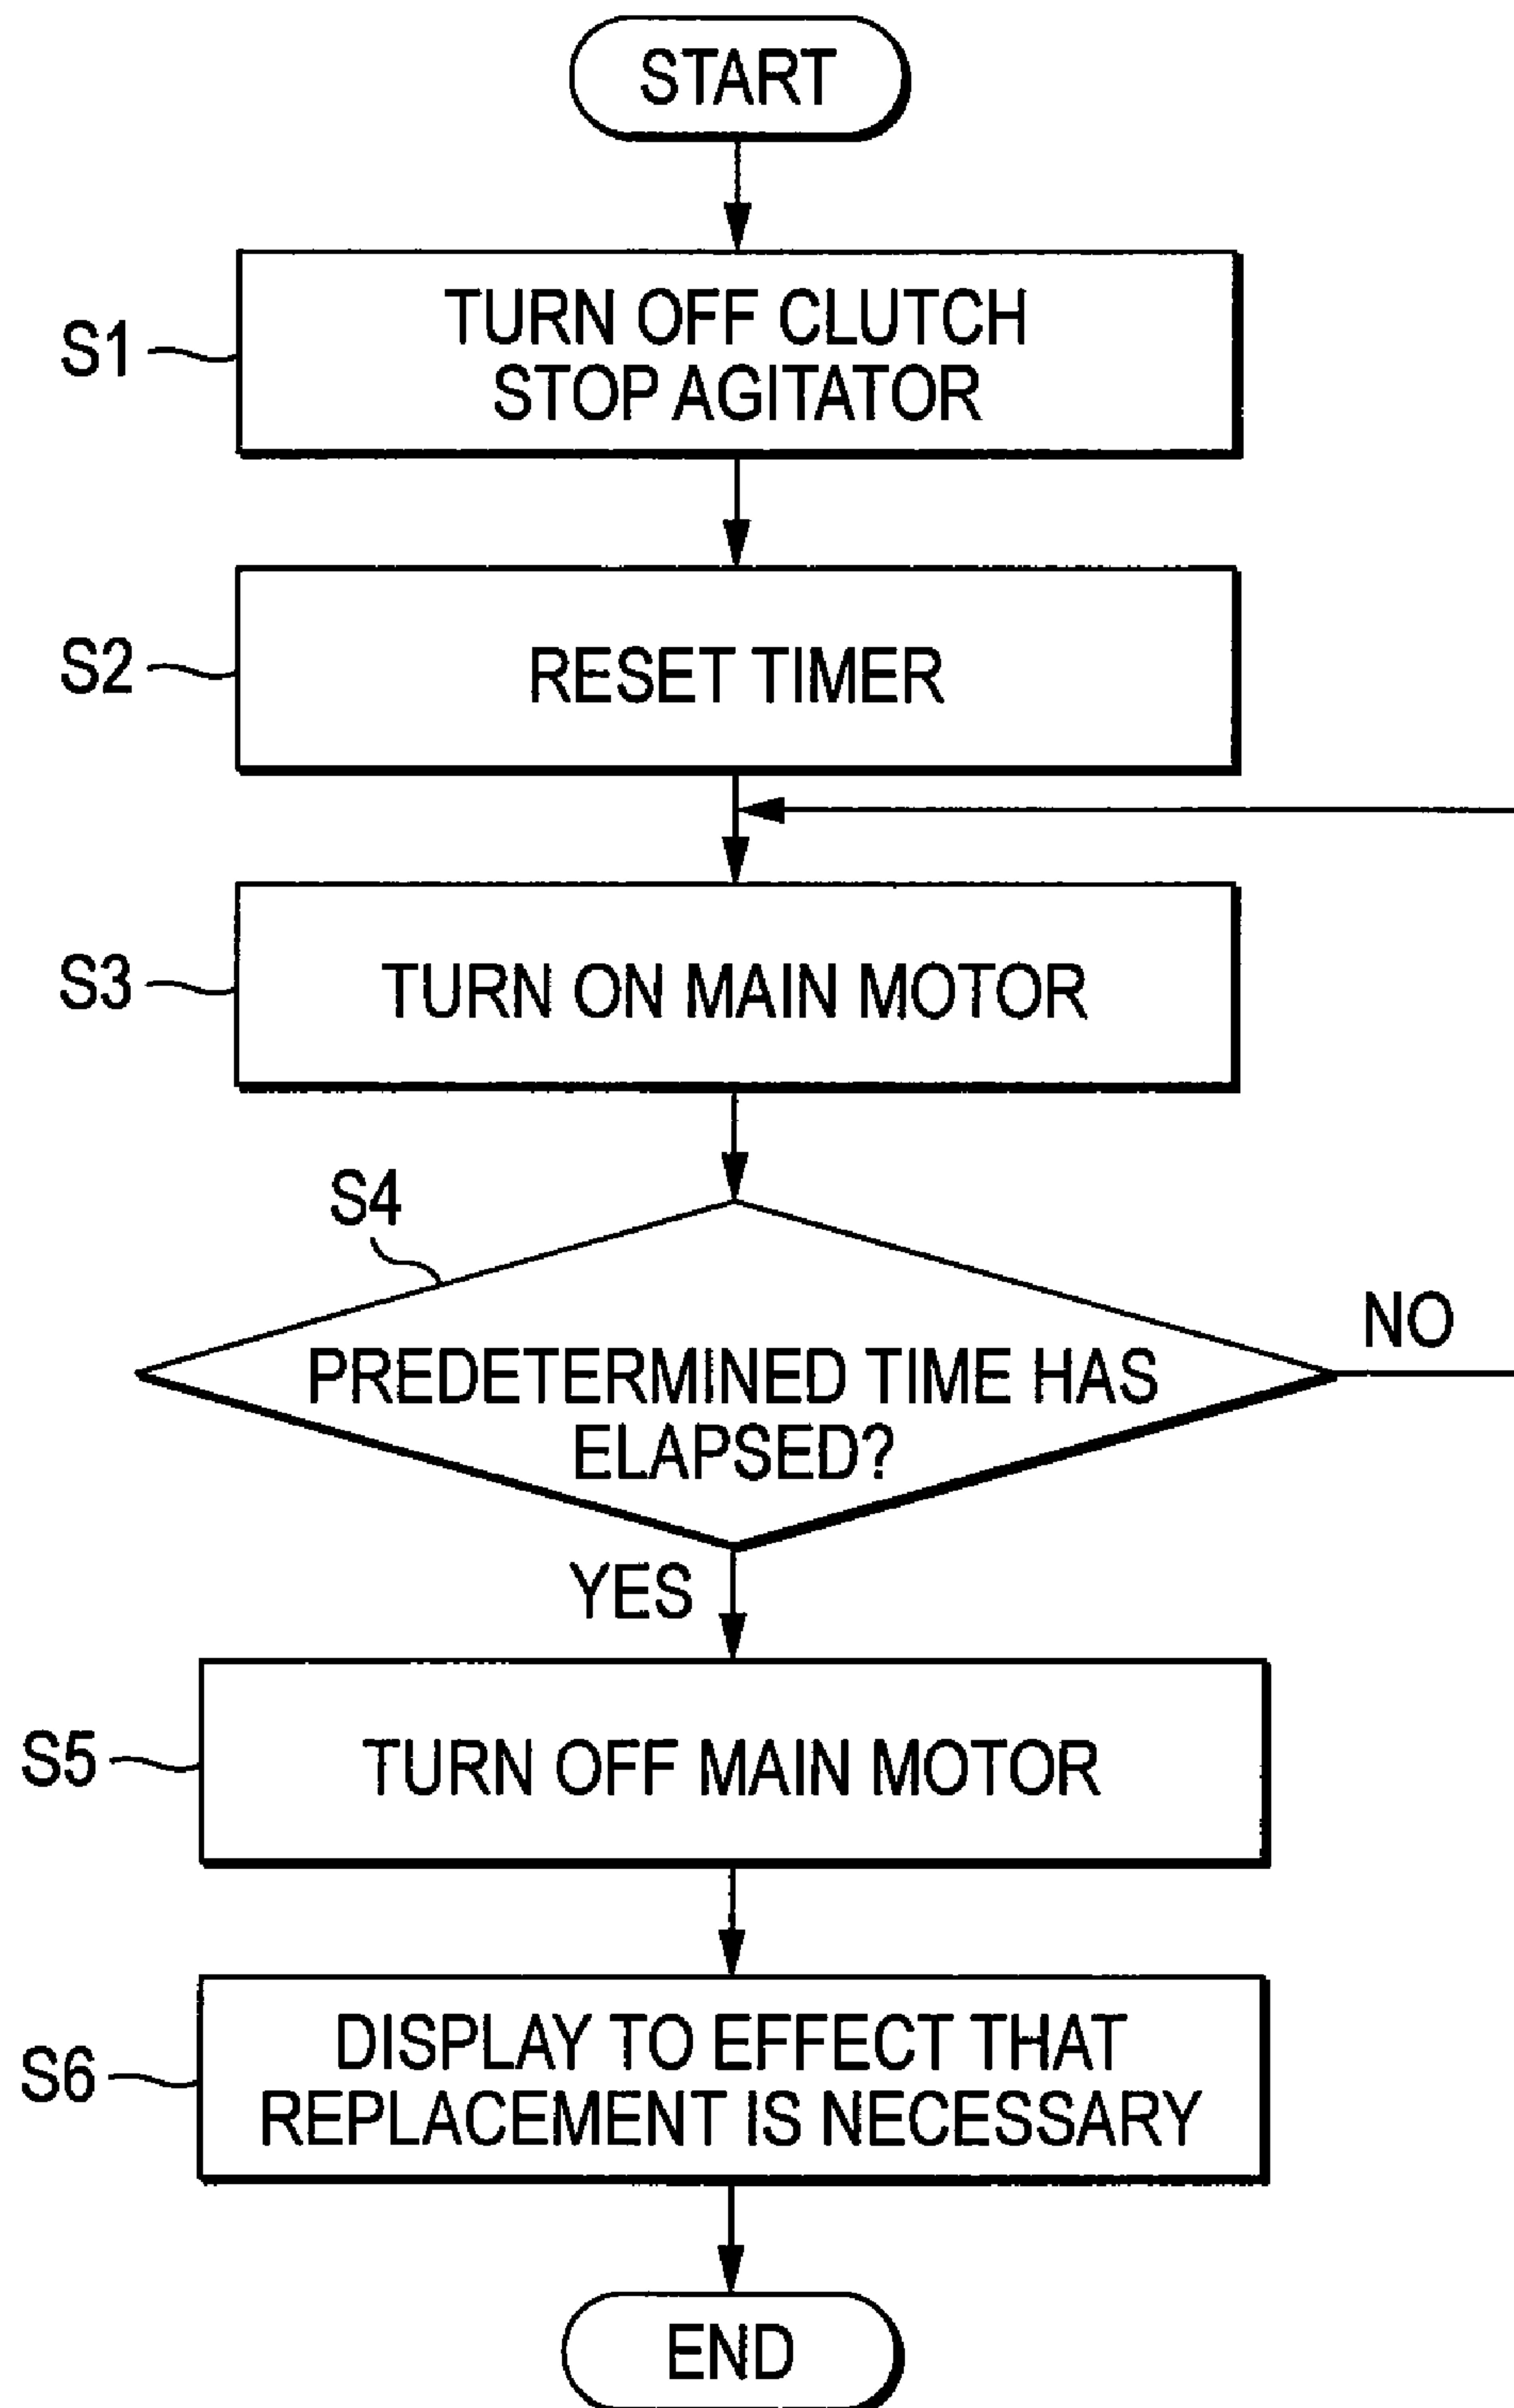 START
S1
TURN OFF CLUTCH
STOP AGITATOR
S2
RESET TIMER
S3
TURN ON MAIN MOTOR
S4
PREDETERMINED TIME HAS
ELAPSED?
NO
YES
S5
TURN OFF MAIN MOTOR
S6
DISPLAY TO EFFECT THAT
REPLACEMENT IS NECESSARY
END